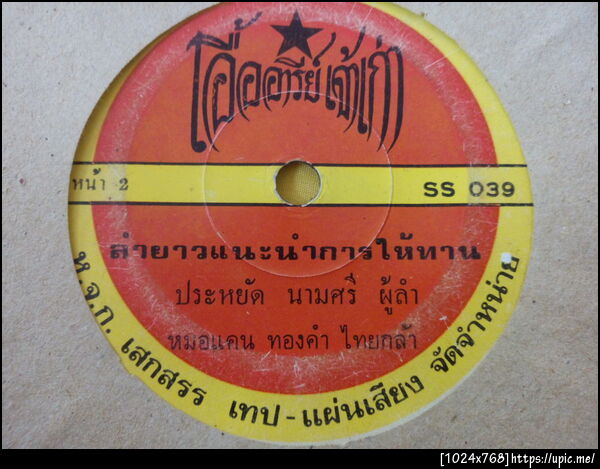 โอื้ออารีย์เจ้าเก่า
หน้า 2
SS 039
ลำยาวแนะนำการให้ทาน
ประหยัด นามศรี ผู้ลำ
หมอแคน ทองคำ ไทยกล้า
ห.จ.ก. เสกสรร เทป - แผ่นเสียง จัดจำหน่าย
[1024x768]https://upic.me/